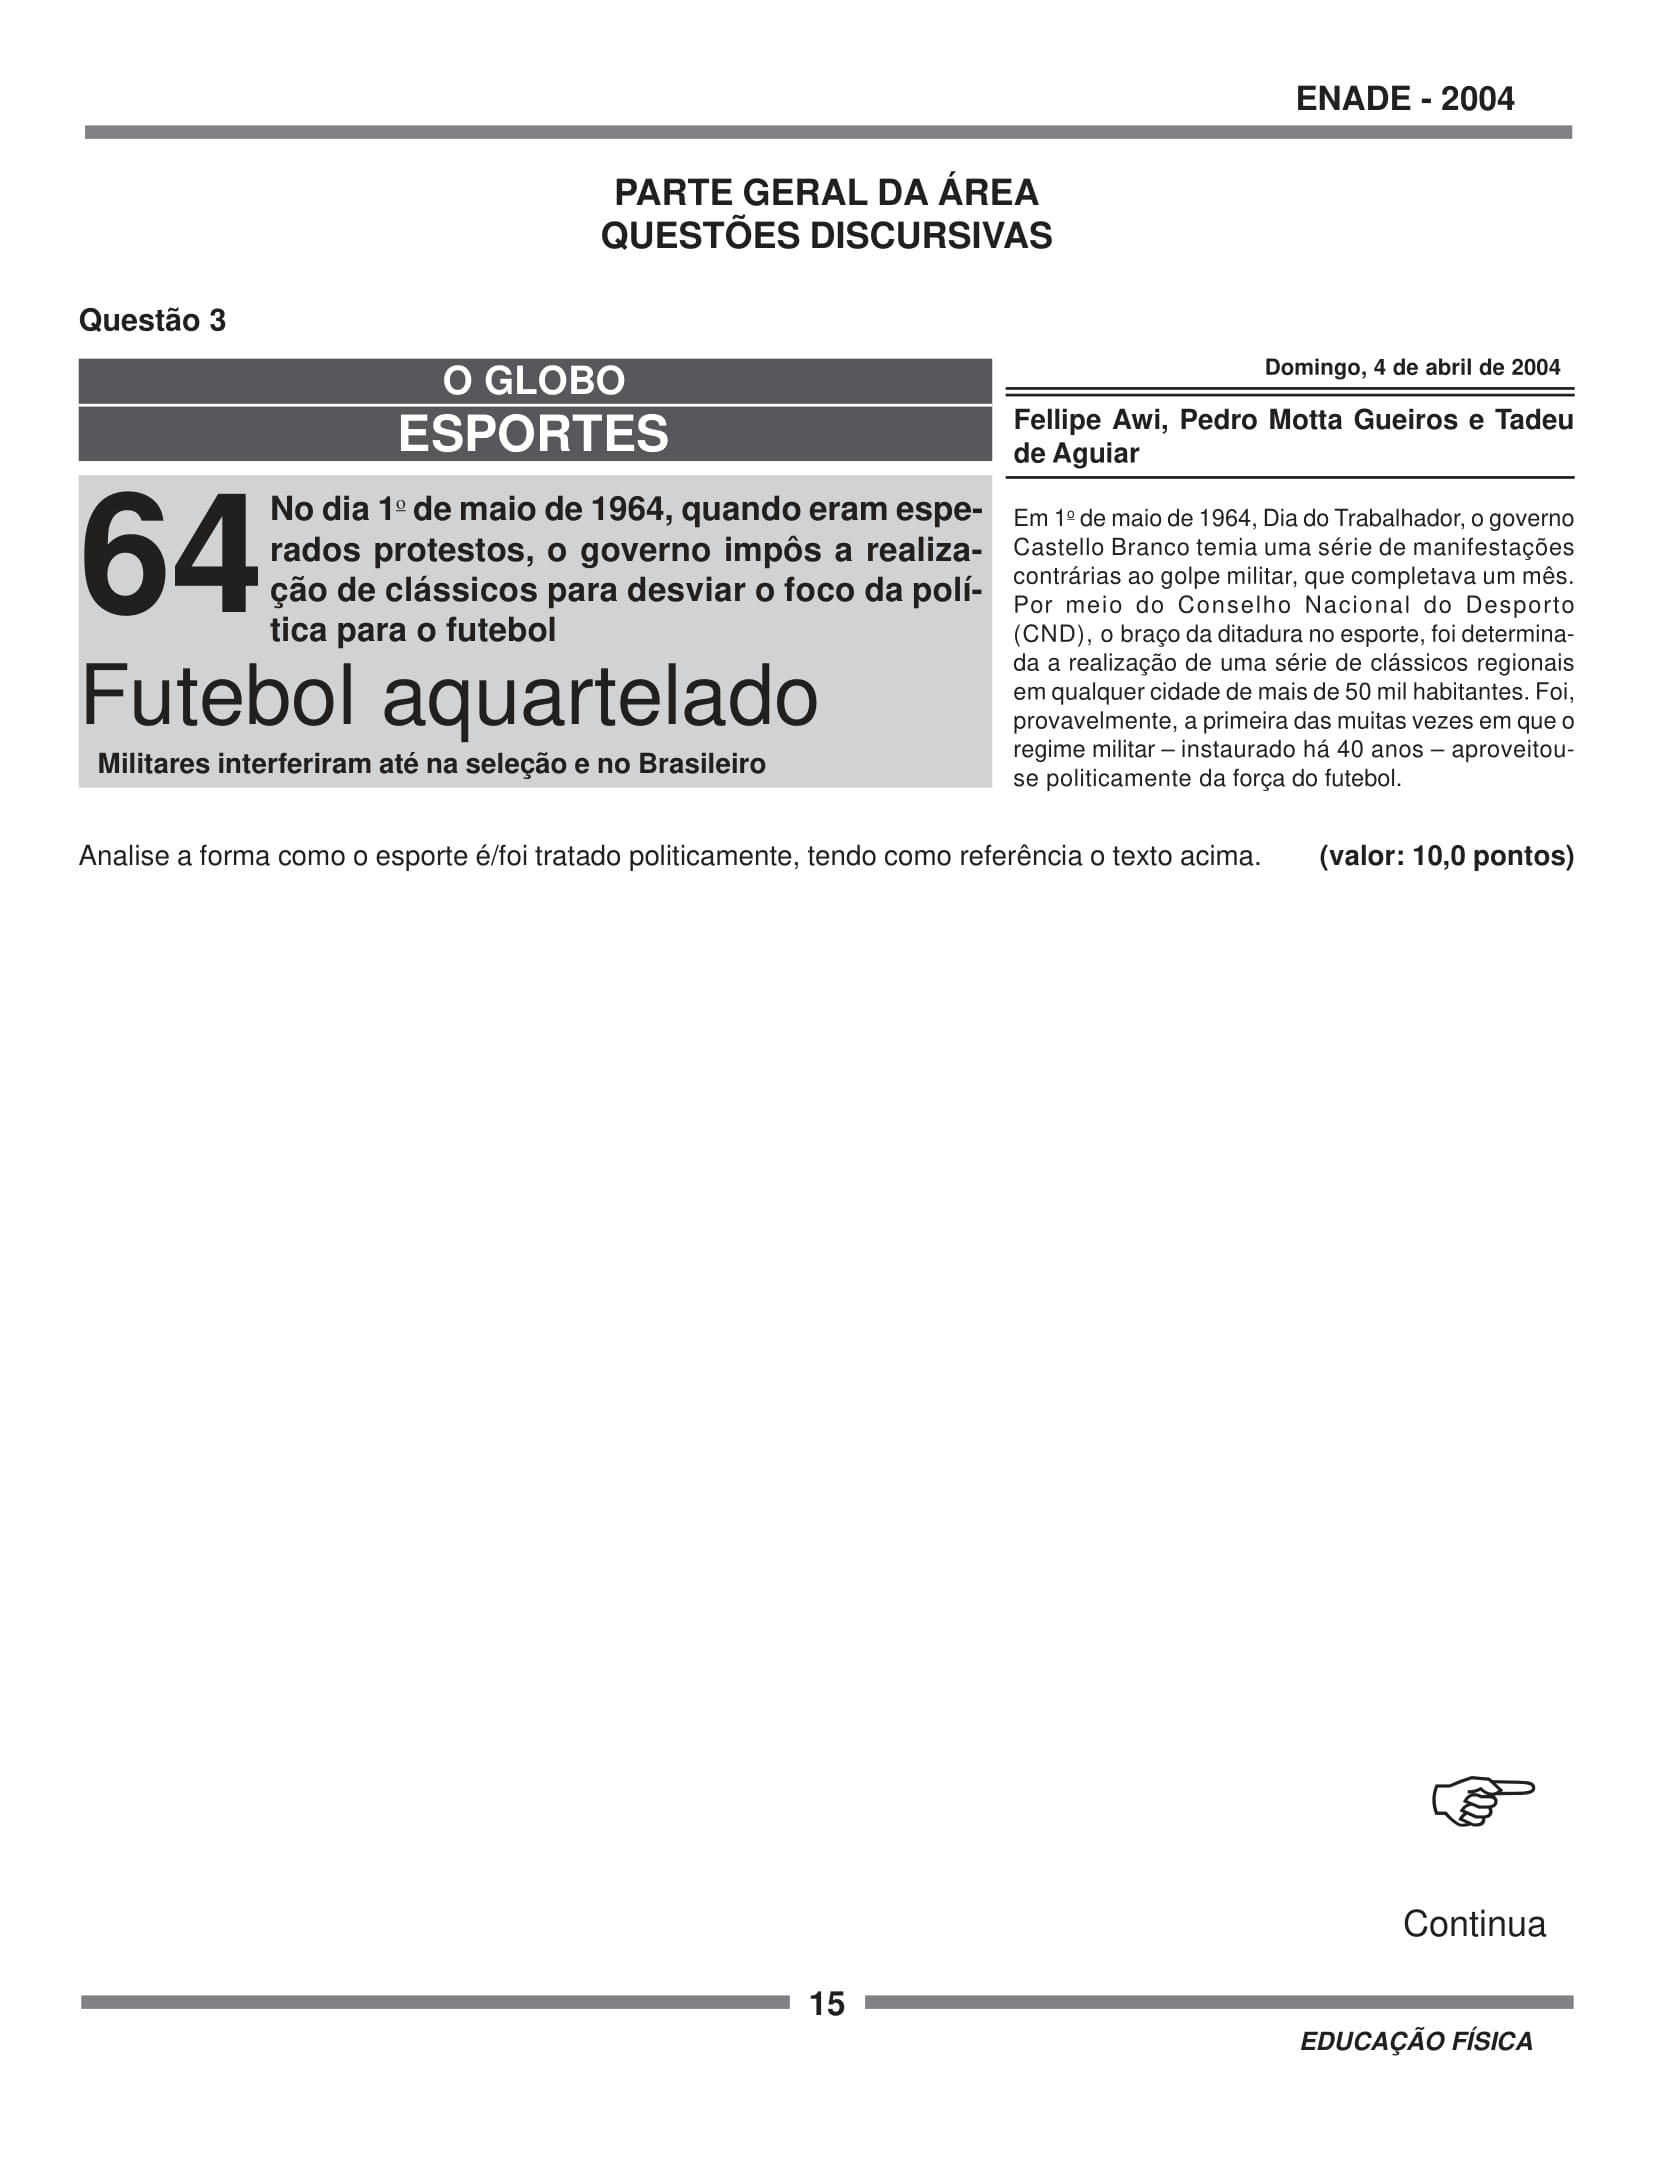 ENADE - 2004
PARTE GERAL DA ÁREA
QUESTÕES DISCURSIVAS
Questão 3
O GLOBO
ESPORTES
64
No dia 1º de maio de 1964, quando eram espe-
rados protestos, o governo impôs a realiza-
ção de clássicos para desviar o foco da polí-
tica para o futebol
Futebol aquartelado
Militares interferiram até na seleção e no Brasileiro
Domingo, 4 de abril de 2004
Fellipe Awi, Pedro Motta Gueiros e Tadeu
de Aguiar
Em 1º de maio de 1964, Dia do Trabalhador, o governo
Castello Branco temia uma série de manifestações
contrárias ao golpe militar, que completava um mês.
Por meio do Conselho Nacional do Desporto
(CND), o braço da ditadura no esporte, foi determina-
da a realização de uma série de clássicos regionais
em qualquer cidade de mais de 50 mil habitantes. Foi,
provavelmente, a primeira das muitas vezes em que o
regime militar – instaurado há 40 anos – aproveitou-
se politicamente da força do futebol.
Analise a forma como o esporte é/foi tratado politicamente, tendo como referência o texto acima. (valor: 10,0 pontos)
Continua
15
EDUCAÇÃO FÍSICA